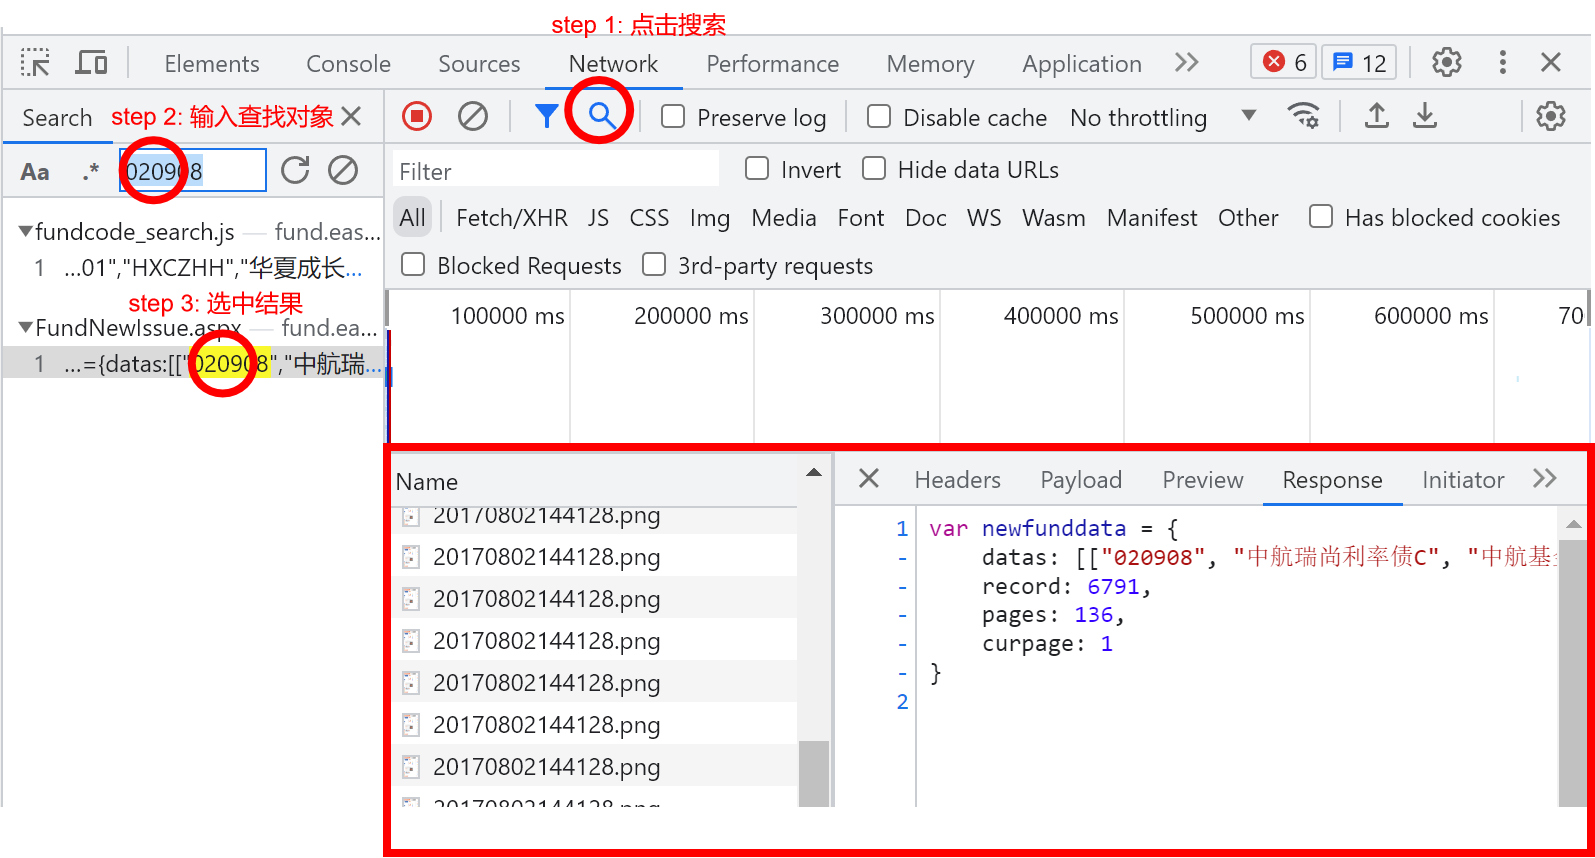 step 1: 点击搜索
Elements Console Sources Network Performance Memory Application 6 12
Search step 2: 输入查找对象
Preserve log Disable cache No throttling
Aa .* 020908
Filter Invert Hide data URLs
All Fetch/XHR JS CSS Img Media Font Doc WS Wasm Manifest Other Has blocked cookies
Blocked Requests 3rd-party requests
fundcode_search.js — fund.eas...
1 ...01","HXCZHH","华夏成长...
step 3: 选中结果
FundNewIssue.aspx — fund.ea...
1 ...={datas:[["020908","中航瑞...
100000 ms 200000 ms 300000 ms 400000 ms 500000 ms 600000 ms 70
Name
20170802144128.png
20170802144128.png
20170802144128.png
20170802144128.png
20170802144128.png
20170802144128.png
20170802144128.png
20170802144128.png
Headers Payload Preview Response Initiator
1 var newfunddata = {
- datas: [["020908", "中航瑞尚利率债C", "中航基
- record: 6791,
- pages: 136,
- curpage: 1
- }
2